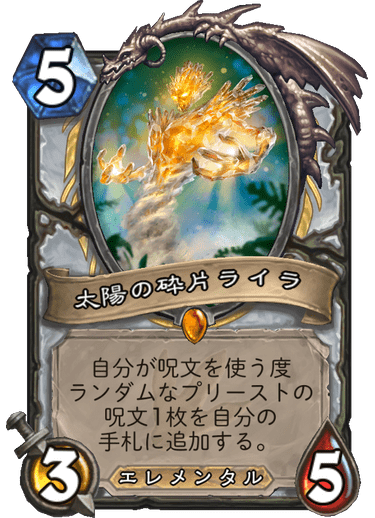 5
太陽の砕片ライラ
自分が呪文を使う度
ランダムなプリーストの
呪文1枚を自分の
手札に追加する。
3
エレメンタル
5